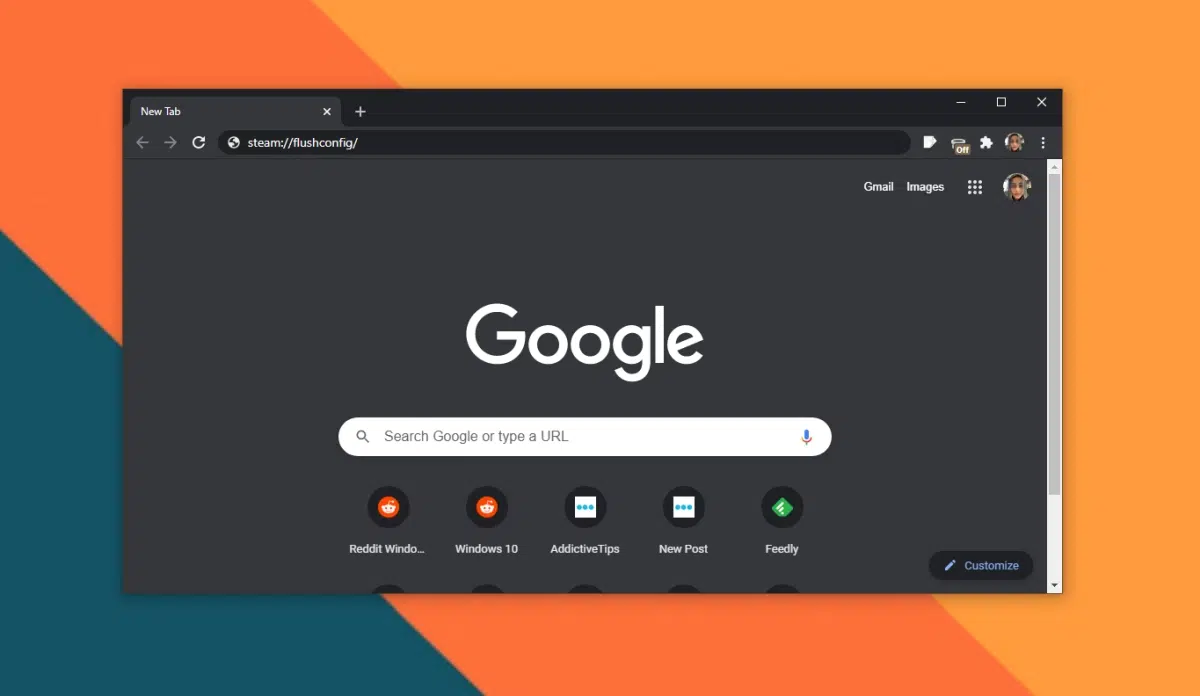 New Tab
steam://flushconfig/
Off
Gmail Images
Google
Search Google or type a URL
Reddit Windo... Windows 10 AddictiveTips New Post Feedly
Customize